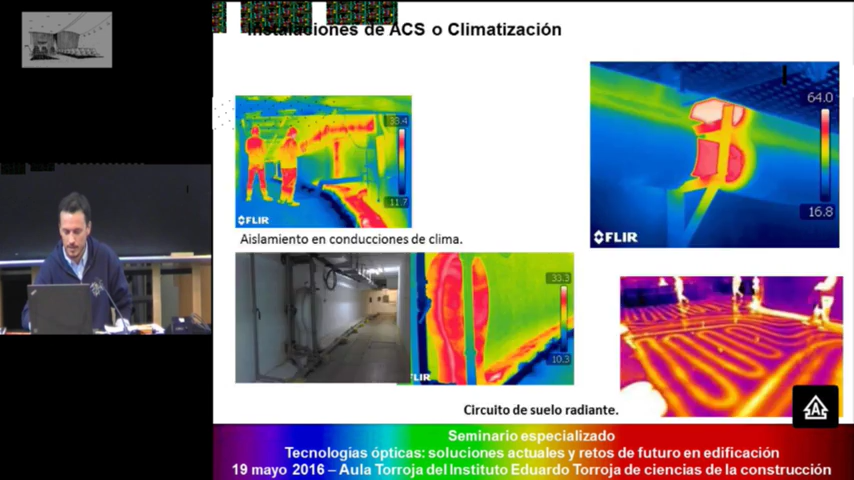 Instalaciones de ACS o Climatización
33.4
11.7
FLIR
Aislamiento en conducciones de clima.
64.0
16.8
FLIR
33.3
10.3
FLIR
Circuito de suelo radiante.
Seminario especializado
Tecnologías ópticas: soluciones actuales y retos de futuro en edificación
19 mayo 2016 – Aula Torroja del Instituto Eduardo Torroja de ciencias de la construcción